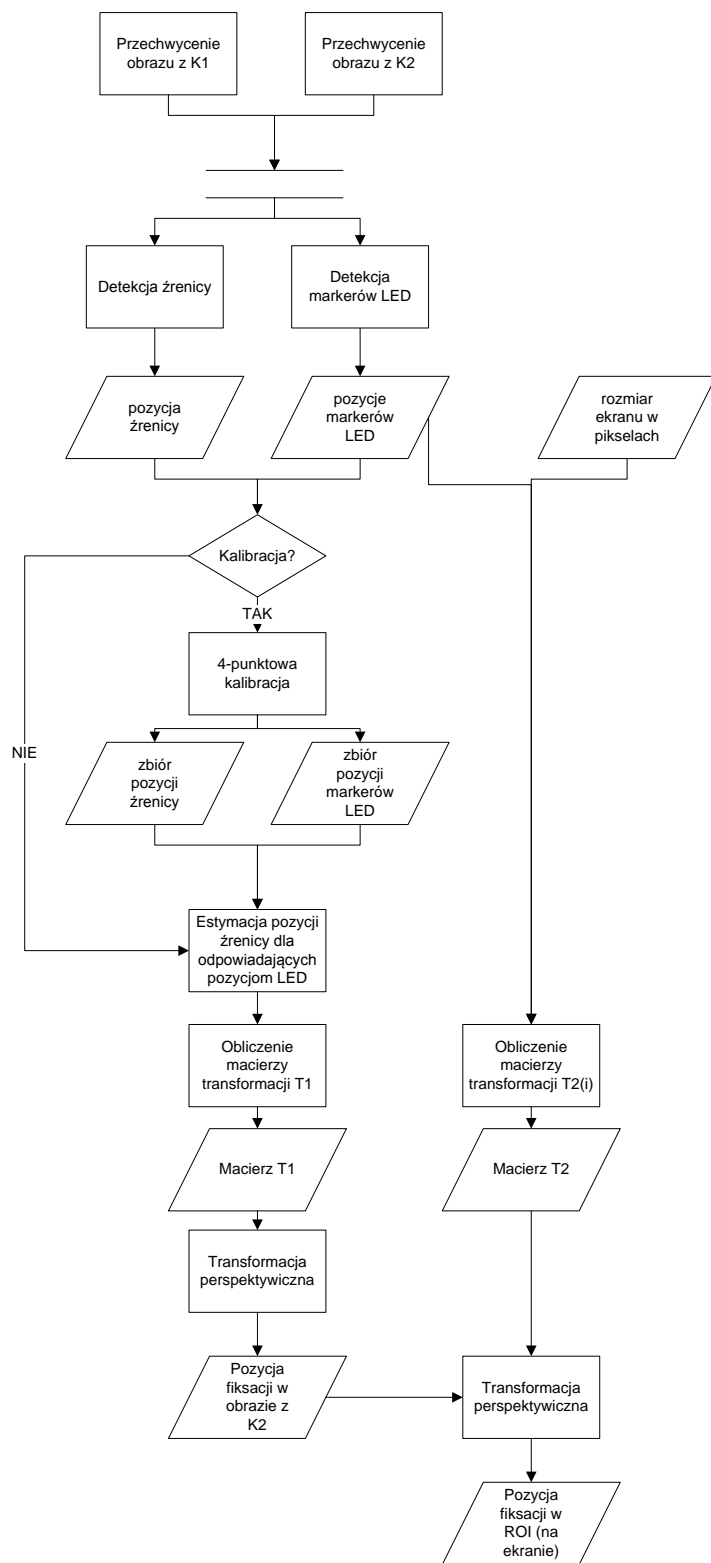 Przechwycenie
obrazu z K1
Przechwycenie
obrazu z K2
Detekcja źrenicy
Detekcja
markerów LED
pozycja
źrenicy
pozycje
markerów
LED
rozmiar
ekranu w
pikselach
Kalibracja?
TAK
4-punktowa
kalibracja
NIE
zbiór
pozycji
źrenicy
zbiór
pozycji
markerów
LED
Estymacja pozycji
źrenicy dla
odpowiadających
pozycjom LED
Obliczenie
macierzy
transformacji T1
Obliczenie
macierzy
transformacji T2(i)
Macierz T1
Macierz T2
Transformacja
perspektywiczna
Pozycja
fiksacji w
obrazie z
K2
Transformacja
perspektywiczna
Pozycja
fiksacji w
ROI (na
ekranie)